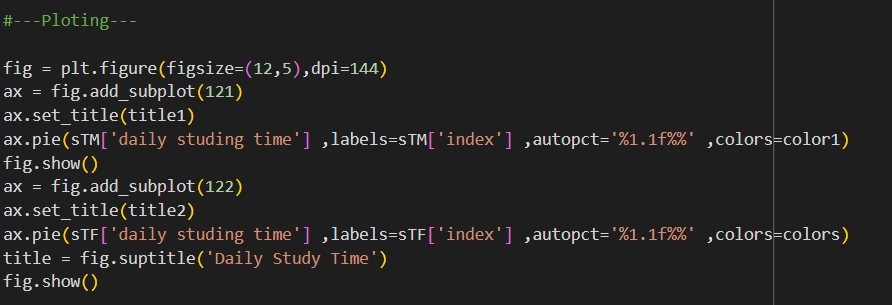 #---Ploting---
fig = plt.figure(figsize=(12,5),dpi=144)
ax = fig.add_subplot(121)
ax.set_title(title1)
ax.pie(sTM['daily studing time'] ,labels=sTM['index'] ,autopct='%1.1f%%' ,colors=color1)
fig.show()
ax = fig.add_subplot(122)
ax.set_title(title2)
ax.pie(sTF['daily studing time'] ,labels=sTF['index'] ,autopct='%1.1f%%' ,colors=colors)
title = fig.suptitle('Daily Study Time')
fig.show()